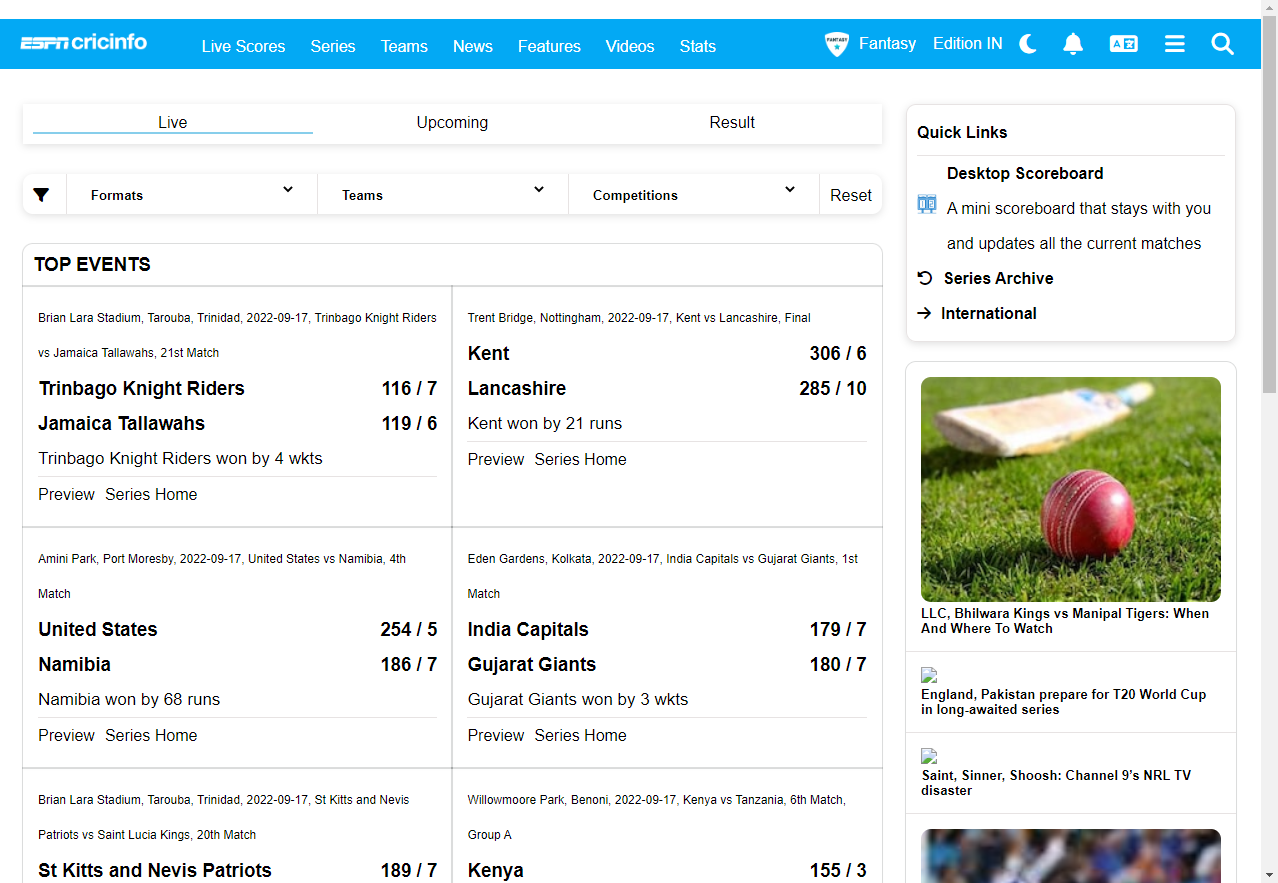 ESPN cricinfo
Live Scores Series Teams News Features Videos Stats
FANTASY Fantasy Edition IN
Live Upcoming Result
Formats Teams Competitions Reset
TOP EVENTS
Brian Lara Stadium, Tarouba, Trinidad, 2022-09-17, Trinbago Knight Riders
vs Jamaica Tallawahs, 21st Match
Trinbago Knight Riders 116 / 7
Jamaica Tallawahs 119 / 6
Trinbago Knight Riders won by 4 wkts
Preview Series Home
Trent Bridge, Nottingham, 2022-09-17, Kent vs Lancashire, Final
Kent 306 / 6
Lancashire 285 / 10
Kent won by 21 runs
Preview Series Home
Amini Park, Port Moresby, 2022-09-17, United States vs Namibia, 4th
Match
United States 254 / 5
Namibia 186 / 7
Namibia won by 68 runs
Preview Series Home
Eden Gardens, Kolkata, 2022-09-17, India Capitals vs Gujarat Giants, 1st
Match
India Capitals 179 / 7
Gujarat Giants 180 / 7
Gujarat Giants won by 3 wkts
Preview Series Home
Brian Lara Stadium, Tarouba, Trinidad, 2022-09-17, St Kitts and Nevis
Patriots vs Saint Lucia Kings, 20th Match
St Kitts and Nevis Patriots 189 / 7
Willowmoore Park, Benoni, 2022-09-17, Kenya vs Tanzania, 6th Match,
Group A
Kenya 155 / 3
Quick Links
Desktop Scoreboard
A mini scoreboard that stays with you
and updates all the current matches
Series Archive
International
LLC, Bhilwara Kings vs Manipal Tigers: When
And Where To Watch
England, Pakistan prepare for T20 World Cup
in long-awaited series
Saint, Sinner, Shoosh: Channel 9’s NRL TV
disaster